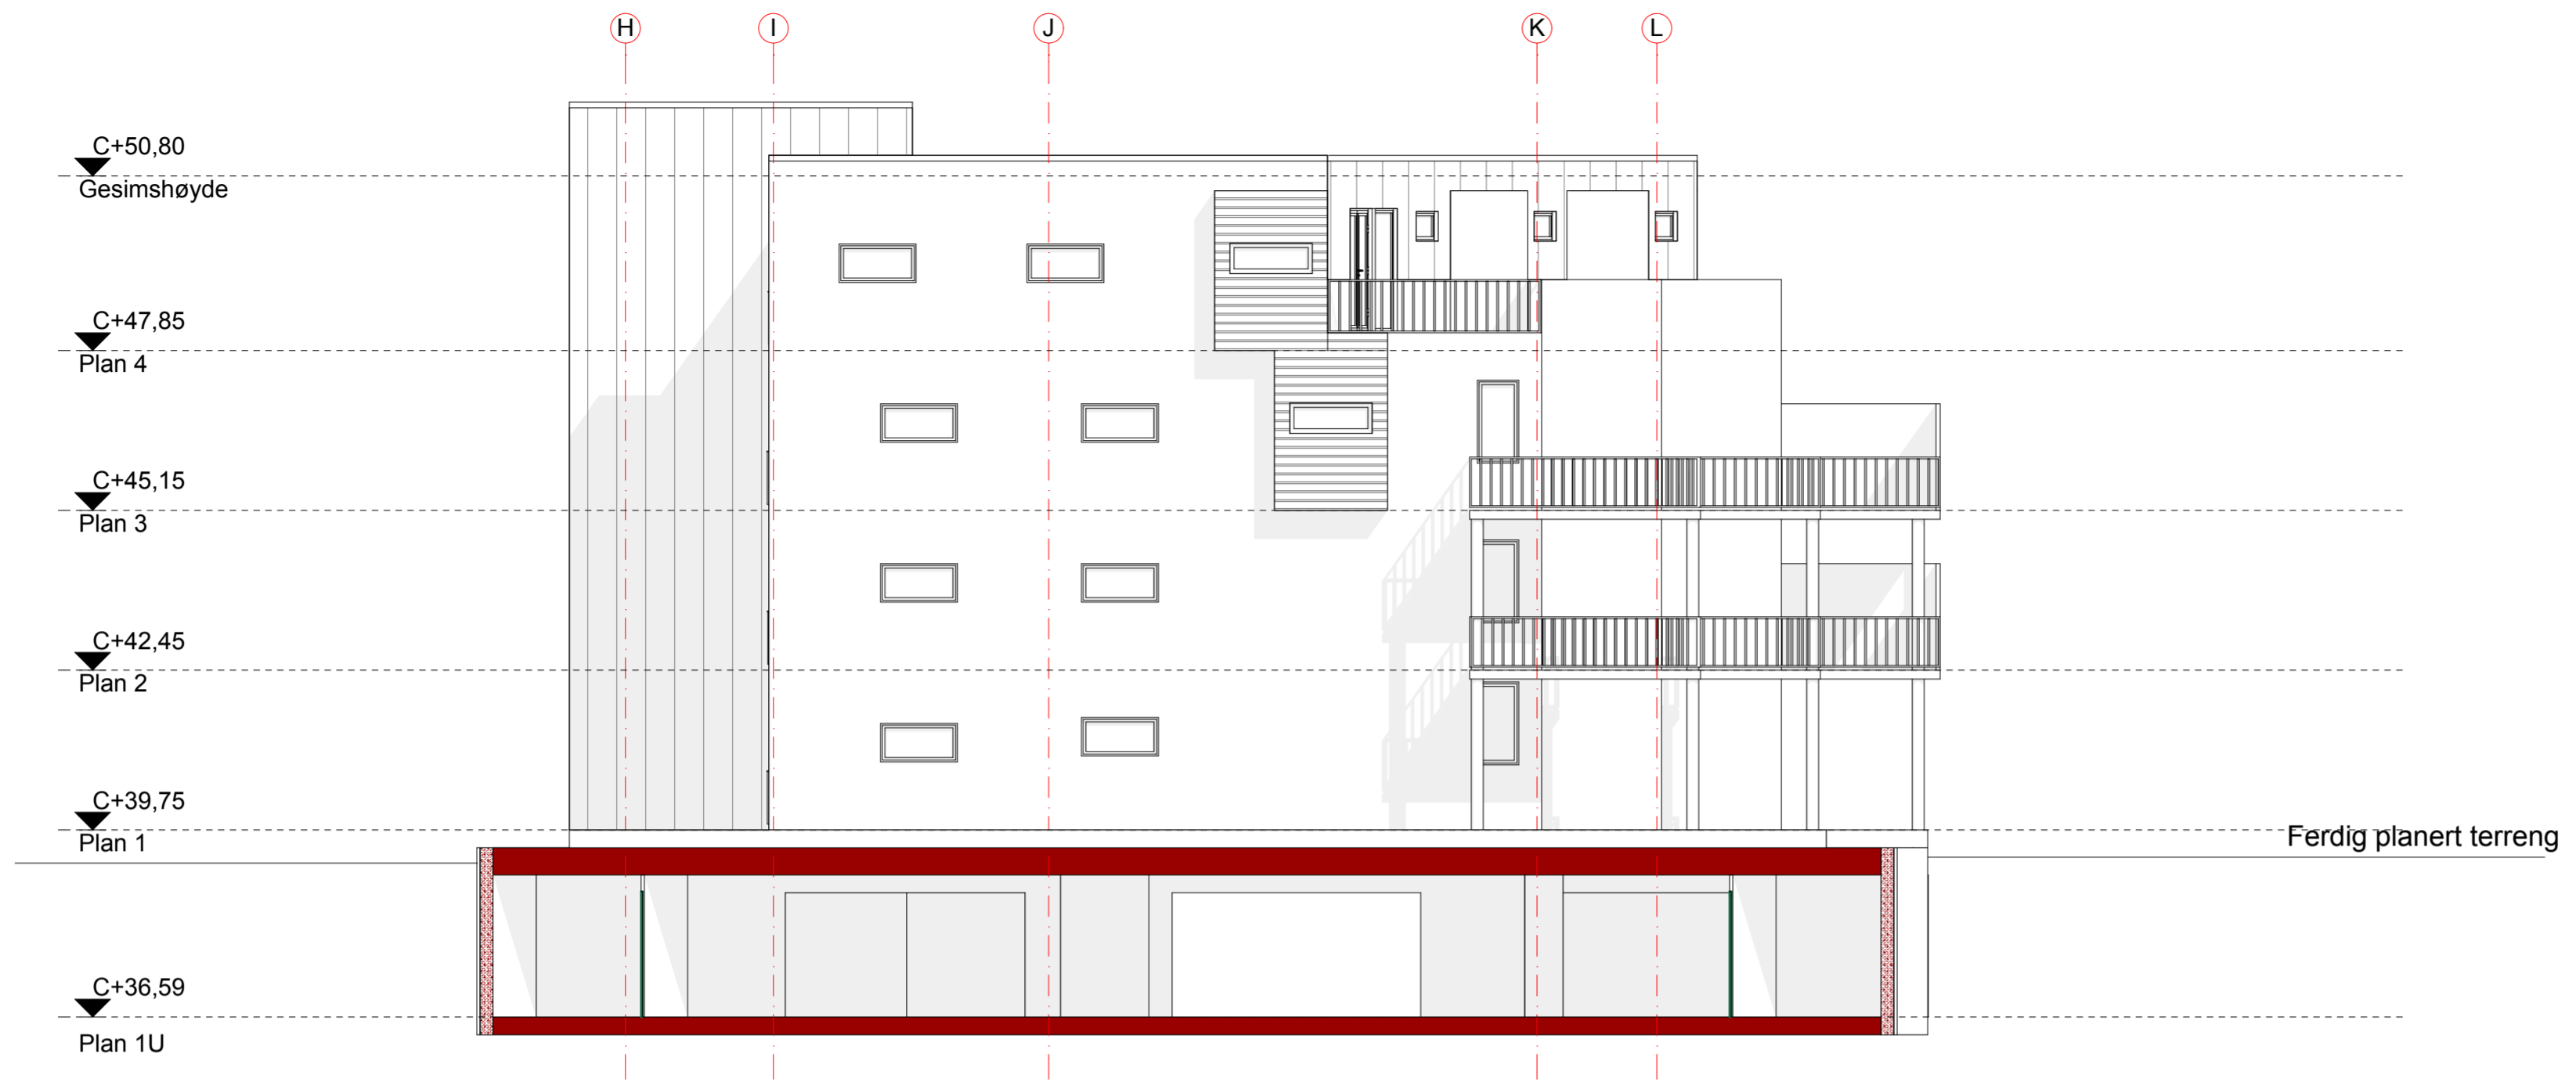 H I J K L
C+50,80
Gesimshøyde
C+47,85
Plan 4
C+45,15
Plan 3
C+42,45
Plan 2
C+39,75
Plan 1
Ferdig planert terreng
C+36,59
Plan 1U